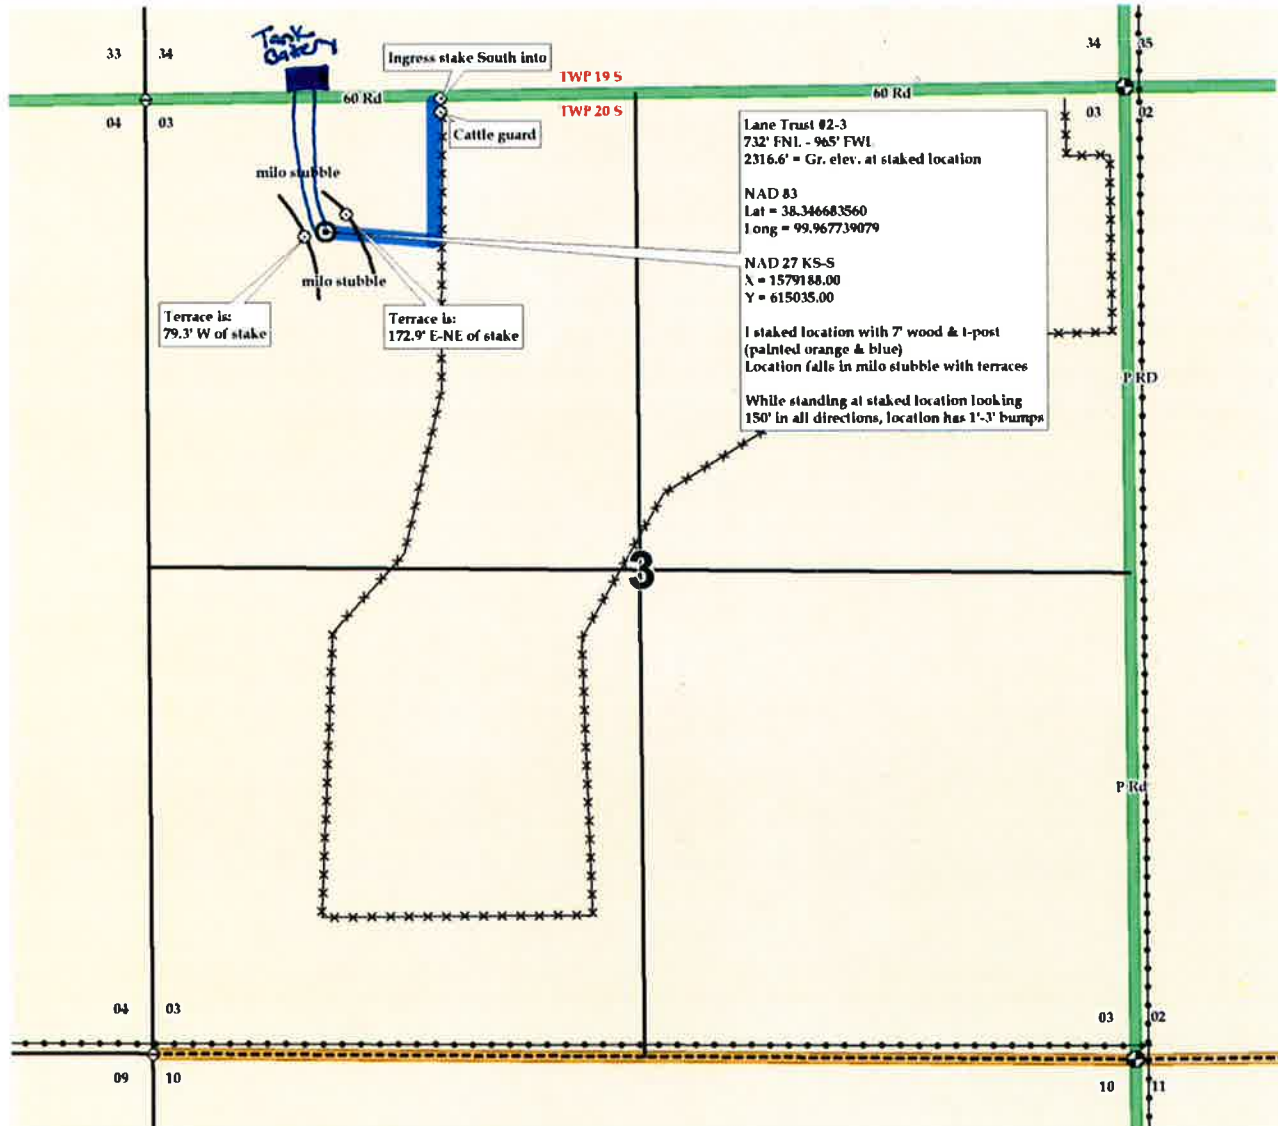 Tank
Battery
33
34
34
35
Ingress stake South into
TWP 19 S
60 Rd
60 Rd
TWP 20 S
04
03
03
02
Cattle guard
milo stubble
milo stubble
Terrace is:
79.3' W of stake
Terrace is:
172.9' E-NE of stake
Lane Trust #2-3
732' FNL - 965' FWL
2316.6' = Gr. elev. at staked location
NAD 83
Lat = 38.346683560
Long = 99.967739079
NAD 27 KS-S
X = 1579188.00
Y = 615035.00
I staked location with 7' wood & t-post
(painted orange & blue)
Location falls in milo stubble with terraces
While standing at staked location looking
150' in all directions, location has 1'-3' bumps
P RD
3
P Rd
04
03
03
02
09
10
10
11